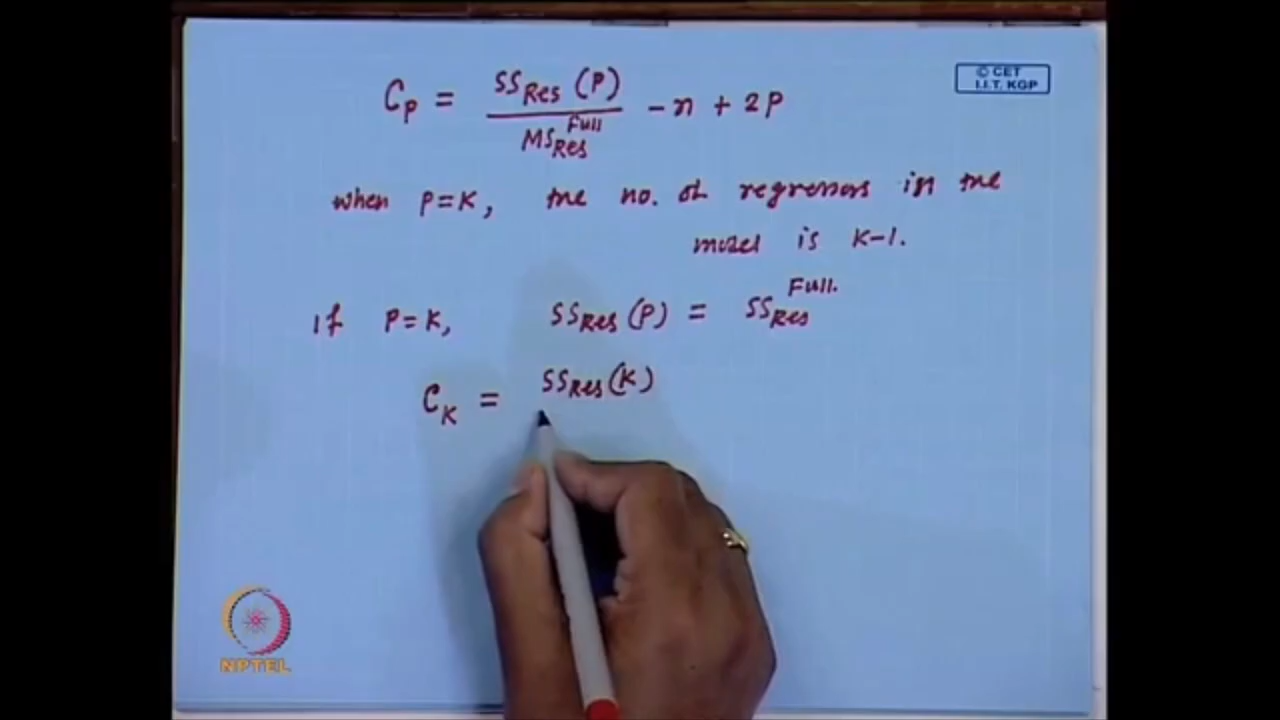 © CET
I.I.T. KGP
C_P = SS_Res (P) / MS_Res^Full - n + 2P
when P=K, the no. of regressors in the
model is K-1.
If P=K, SS_Res (P) = SS_Res^Full.
C_K = SS_Res (K)
NPTEL